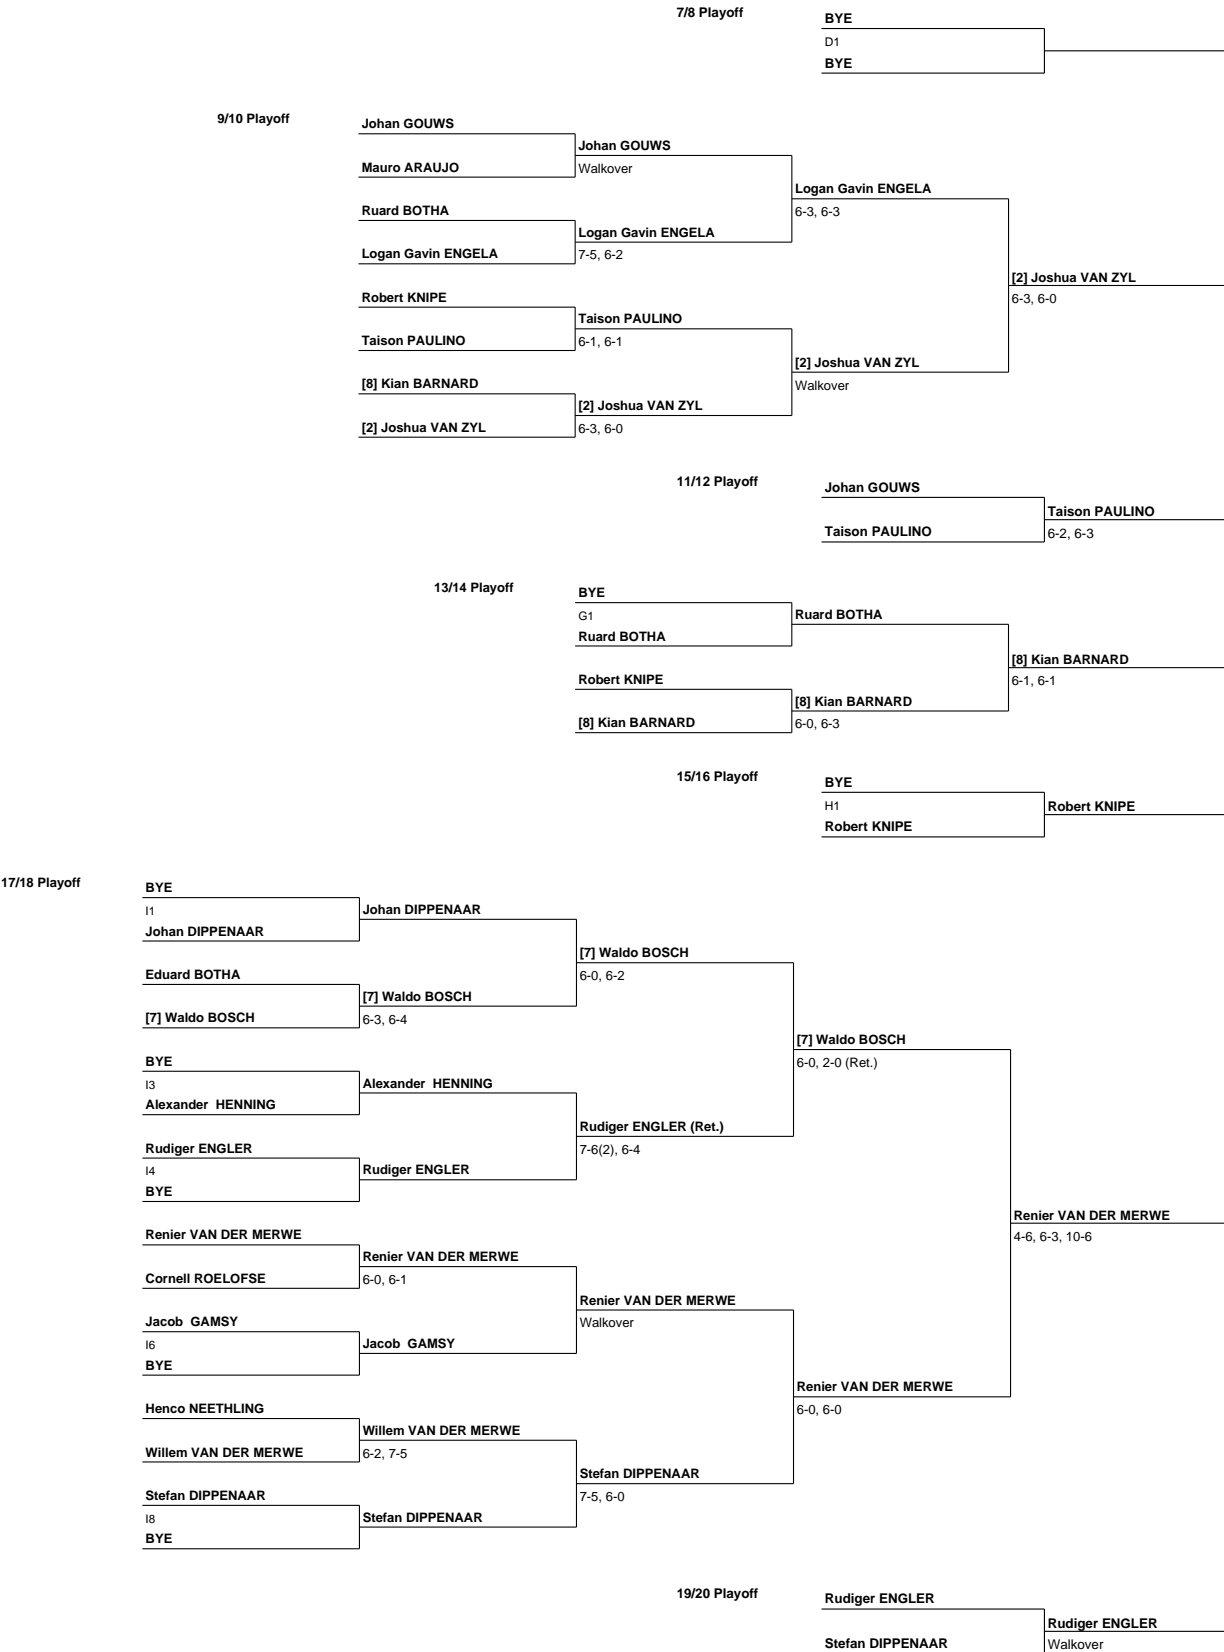 7/8 Playoff
BYE
D1
BYE
9/10 Playoff
Johan GOUWS
Johan GOUWS
Mauro ARAUJO
Walkover
Logan Gavin ENGELA
Ruard BOTHA
6-3, 6-3
Logan Gavin ENGELA
Logan Gavin ENGELA
7-5, 6-2
[2] Joshua VAN ZYL
Robert KNIPE
6-3, 6-0
Taison PAULINO
Taison PAULINO
6-1, 6-1
[2] Joshua VAN ZYL
[8] Kian BARNARD
Walkover
[2] Joshua VAN ZYL
[2] Joshua VAN ZYL
6-3, 6-0
11/12 Playoff
Johan GOUWS
Taison PAULINO
Taison PAULINO
6-2, 6-3
13/14 Playoff
BYE
G1
Ruard BOTHA
Ruard BOTHA
[8] Kian BARNARD
Robert KNIPE
6-1, 6-1
[8] Kian BARNARD
[8] Kian BARNARD
6-0, 6-3
15/16 Playoff
BYE
H1
Robert KNIPE
Robert KNIPE
17/18 Playoff
BYE
I1
Johan DIPPENAAR
Johan DIPPENAAR
[7] Waldo BOSCH
Eduard BOTHA
6-0, 6-2
[7] Waldo BOSCH
[7] Waldo BOSCH
6-3, 6-4
[7] Waldo BOSCH
BYE
6-0, 2-0 (Ret.)
I3
Alexander  HENNING
Alexander  HENNING
Rudiger ENGLER (Ret.)
Rudiger ENGLER
7-6(2), 6-4
I4
Rudiger ENGLER
BYE
Renier VAN DER MERWE
Renier VAN DER MERWE
4-6, 6-3, 10-6
Renier VAN DER MERWE
Cornell ROELOFSE
6-0, 6-1
Renier VAN DER MERWE
Jacob  GAMSY
Walkover
I6
Jacob  GAMSY
BYE
Renier VAN DER MERWE
Henco NEETHLING
6-0, 6-0
Willem VAN DER MERWE
Willem VAN DER MERWE
6-2, 7-5
Stefan DIPPENAAR
Stefan DIPPENAAR
7-5, 6-0
I8
Stefan DIPPENAAR
BYE
19/20 Playoff
Rudiger ENGLER
Rudiger ENGLER
Stefan DIPPENAAR
Walkover